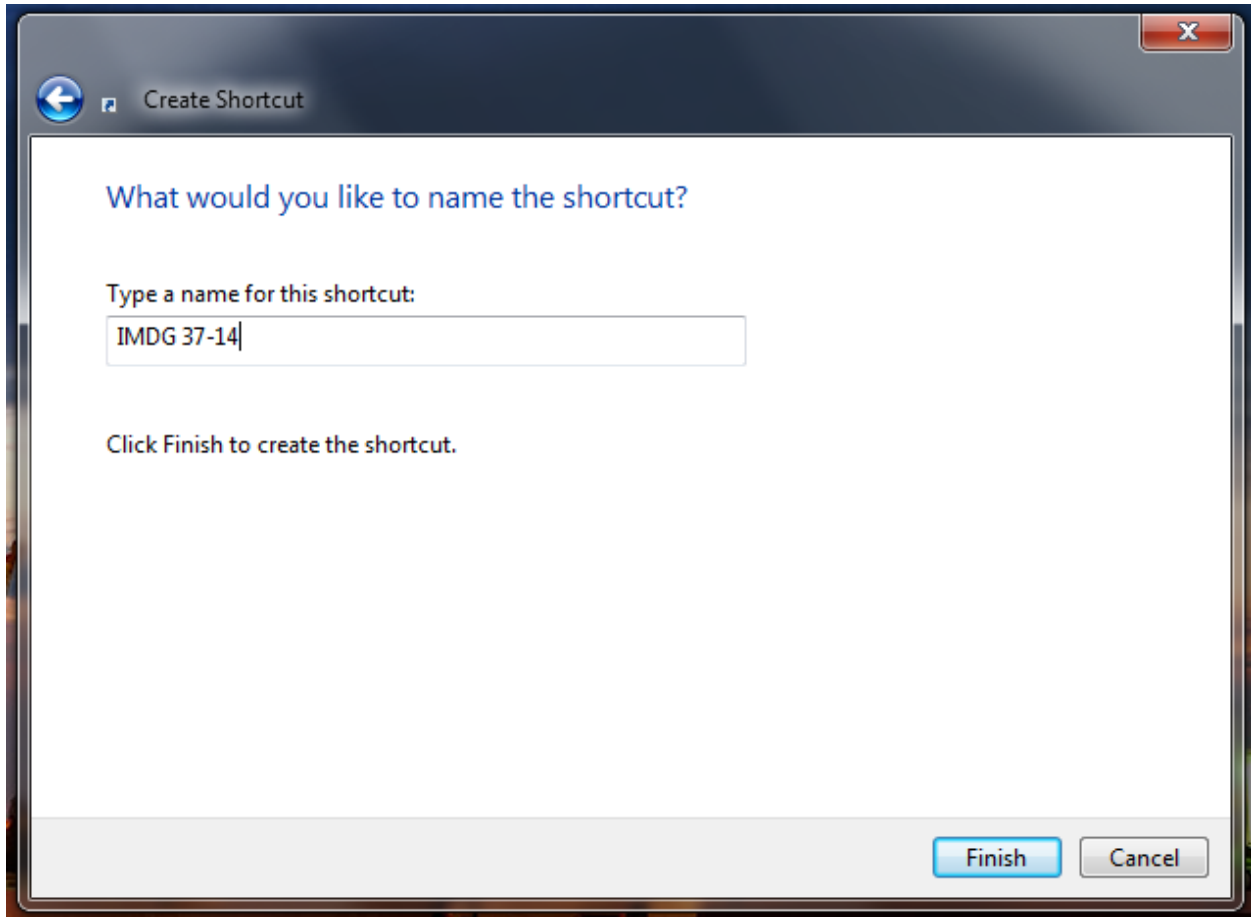 Create Shortcut
What would you like to name the shortcut?
Type a name for this shortcut:
IMDG 37-14
Click Finish to create the shortcut.
Finish
Cancel